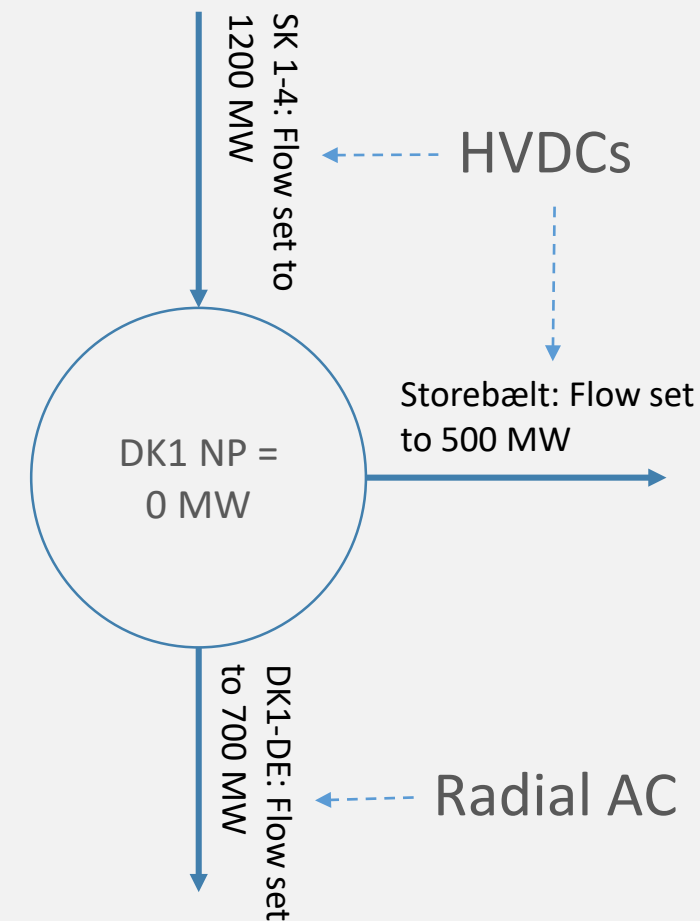 SK 1-4: Flow set to
1200 MW
HVDCs
Storebælt: Flow set
to 500 MW
DK1 NP =
0 MW
DK1-DE: Flow set
to 700 MW
Radial AC